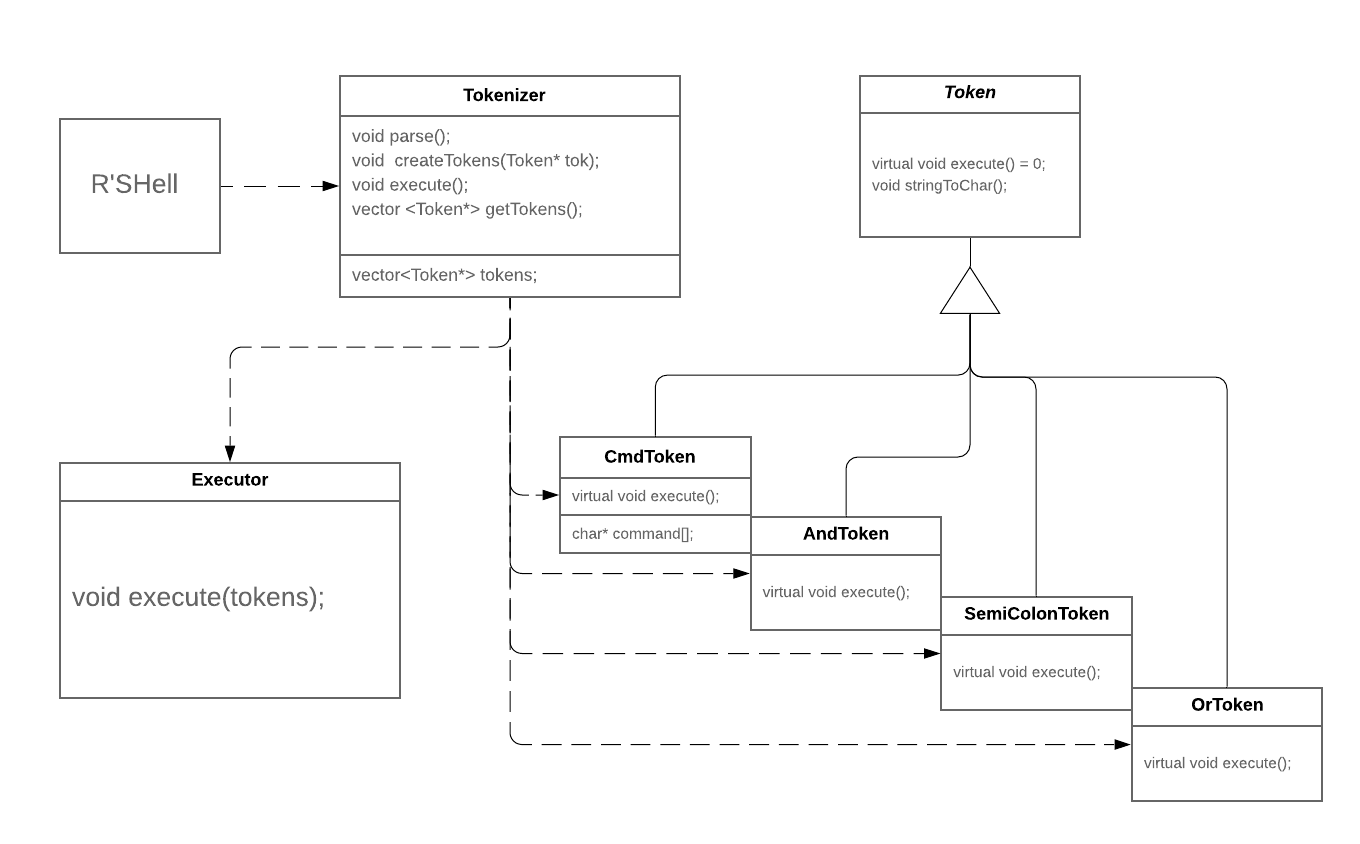 R'SHell
Tokenizer
void parse();
void  createTokens(Token* tok);
void execute();
vector <Token*> getTokens();
vector<Token*> tokens;
Token
virtual void execute() = 0;
void stringToChar();
Executor
void execute(tokens);
CmdToken
virtual void execute();
char* command[];
AndToken
virtual void execute();
SemiColonToken
virtual void execute();
OrToken
virtual void execute();